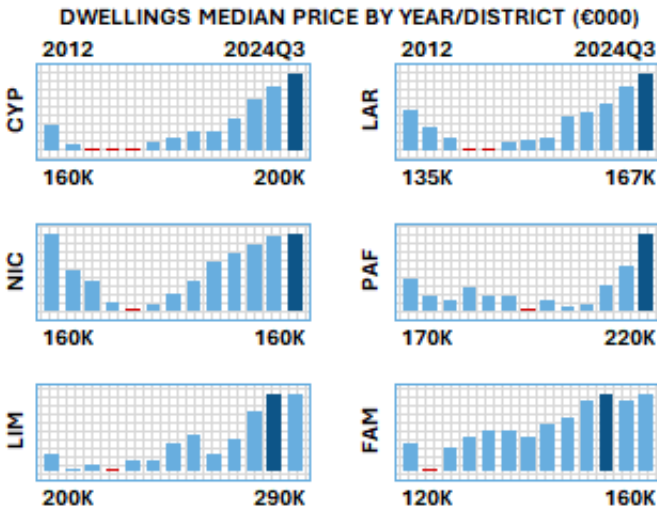 DWELLINGS MEDIAN PRICE BY YEAR/DISTRICT (€000)
2012 2024Q3 2012 2024Q3
CYP LAR
160K 200K 135K 167K
NIC PAF
160K 160K 170K 220K
LIM FAM
200K 290K 120K 160K